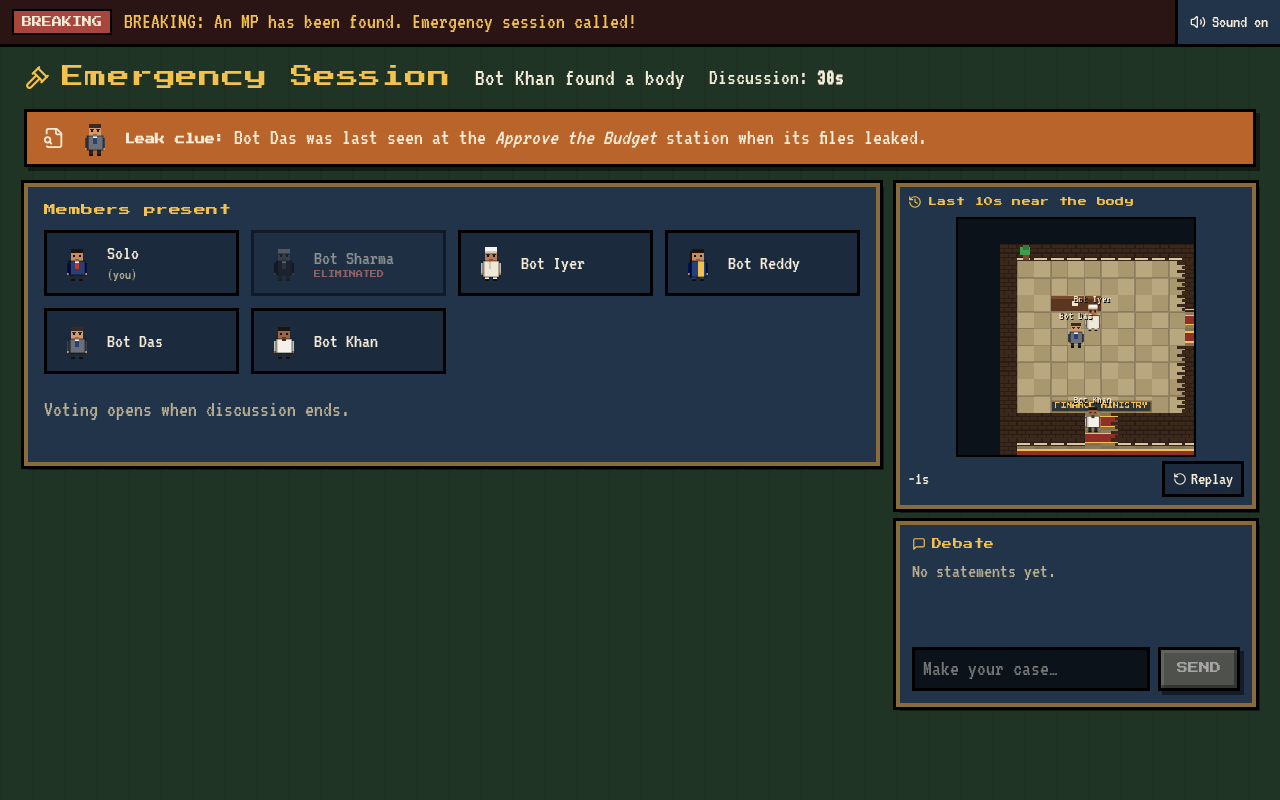 BREAKING BREAKING: An MP has been found. Emergency session called!
Sound on
Emergency Session Bot Khan found a body Discussion: 30s
Leak clue: Bot Das was last seen at the Approve the Budget station when its files leaked.
Members present
Solo
(you)
Bot Sharma
ELIMINATED
Bot Iyer
Bot Reddy
Bot Das
Bot Khan
Voting opens when discussion ends.
Last 10s near the body
Bot Iyer
Bot Das
Bot Khan
FINANCE MINISTRY
-1s
Replay
Debate
No statements yet.
Make your case…
SEND